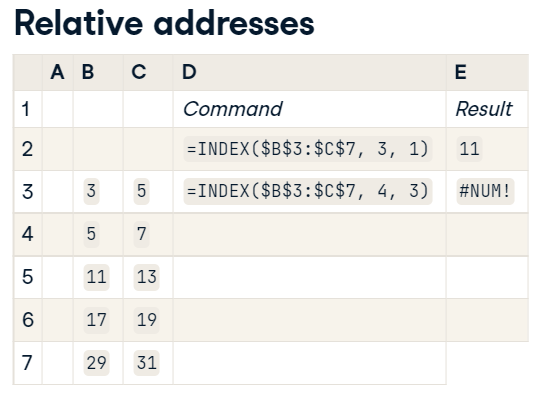 Relative addresses
A B C D E
1 Command Result
2 =INDEX($B$3:$C$7, 3, 1) 11
3 3 5 =INDEX($B$3:$C$7, 4, 3) #NUM!
4 5 7
5 11 13
6 17 19
7 29 31